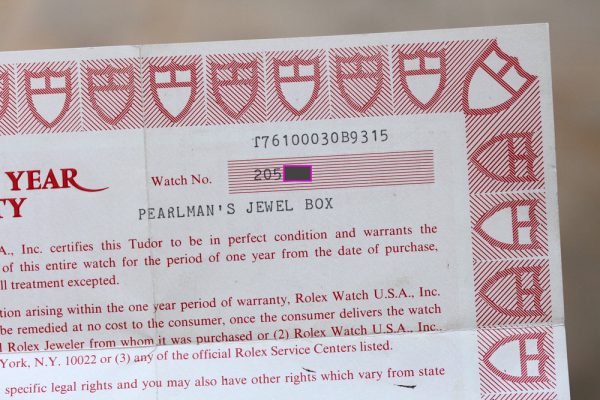 T76100030B9315
YEAR
Watch No. 205
TY
PEARLMAN'S JEWEL BOX
A., Inc. certifies this Tudor to be in perfect condition and warrants the
of this entire watch for the period of one year from the date of purchase,
ll treatment excepted.
tion arising within the one year period of warranty, Rolex Watch U.S.A., Inc.
be remedied at no cost to the consumer, once the consumer delivers the watch
l Rolex Jeweler from whom it was purchased or (2) Rolex Watch U.S.A., Inc.,
York, N.Y. 10022 or (3) any of the official Rolex Service Centers listed.
specific legal rights and you may also have other rights which vary from state